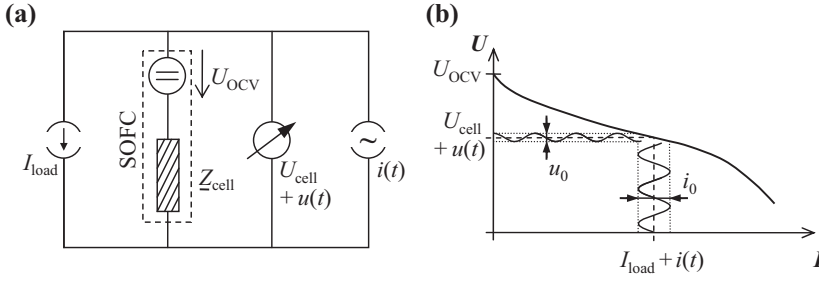 (a)
SOFC
U_OCV
I_load
Z_cell
U_cell
+ u(t)
~
i(t)
(b)
U
U_OCV
U_cell
+ u(t)
u_0
i_0
I_load + i(t)
I